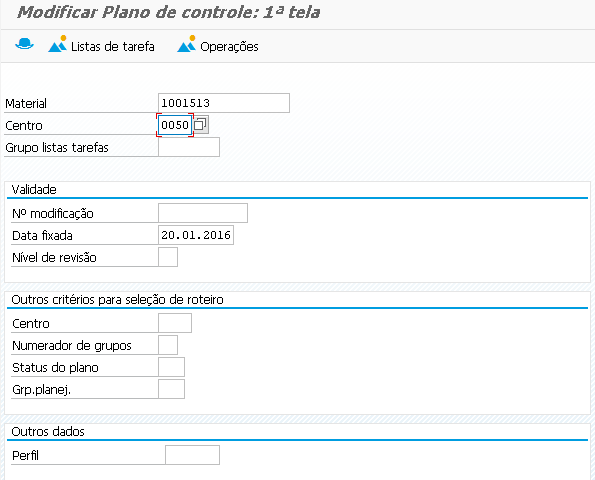 Modificar Plano de controle: 1ª tela
Listas de tarefa Operações
Material 1001513
Centro 0050
Grupo listas tarefas
Validade
Nº modificação
Data fixada 20.01.2016
Nível de revisão
Outros critérios para seleção de roteiro
Centro
Numerador de grupos
Status do plano
Grp.planej.
Outros dados
Perfil